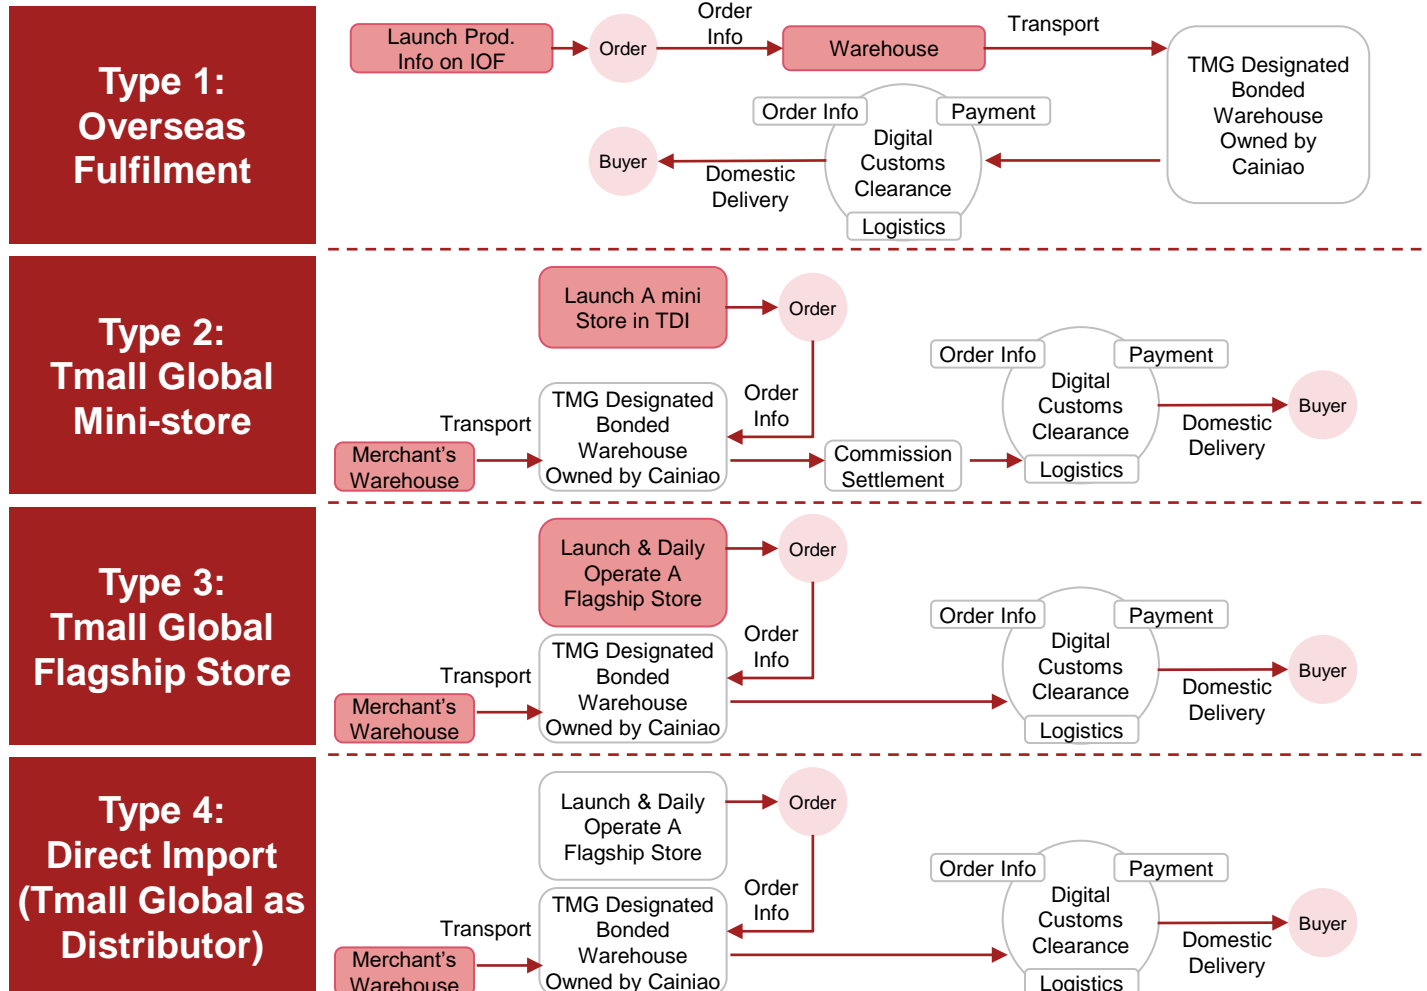 Type 1:
Overseas
Fulfilment
Launch Prod.
Info on IOF
Order
Order
Info
Warehouse
Transport
TMG Designated
Bonded
Warehouse
Owned by
Cainiao
Order Info
Payment
Digital
Customs
Clearance
Logistics
Domestic
Delivery
Buyer
Type 2:
Tmall Global
Mini-store
Launch A mini
Store in TDI
Order
Order
Info
Transport
Merchant's
Warehouse
TMG Designated
Bonded
Warehouse
Owned by Cainiao
Commission
Settlement
Order Info
Payment
Digital
Customs
Clearance
Logistics
Domestic
Delivery
Buyer
Type 3:
Tmall Global
Flagship Store
Launch & Daily
Operate A
Flagship Store
Order
Order
Info
Transport
Merchant's
Warehouse
TMG Designated
Bonded
Warehouse
Owned by Cainiao
Order Info
Payment
Digital
Customs
Clearance
Logistics
Domestic
Delivery
Buyer
Type 4:
Direct Import
(Tmall Global as
Distributor)
Launch & Daily
Operate A
Flagship Store
Order
Order
Info
Transport
Merchant's
Warehouse
TMG Designated
Bonded
Warehouse
Owned by Cainiao
Order Info
Payment
Digital
Customs
Clearance
Logistics
Domestic
Delivery
Buyer